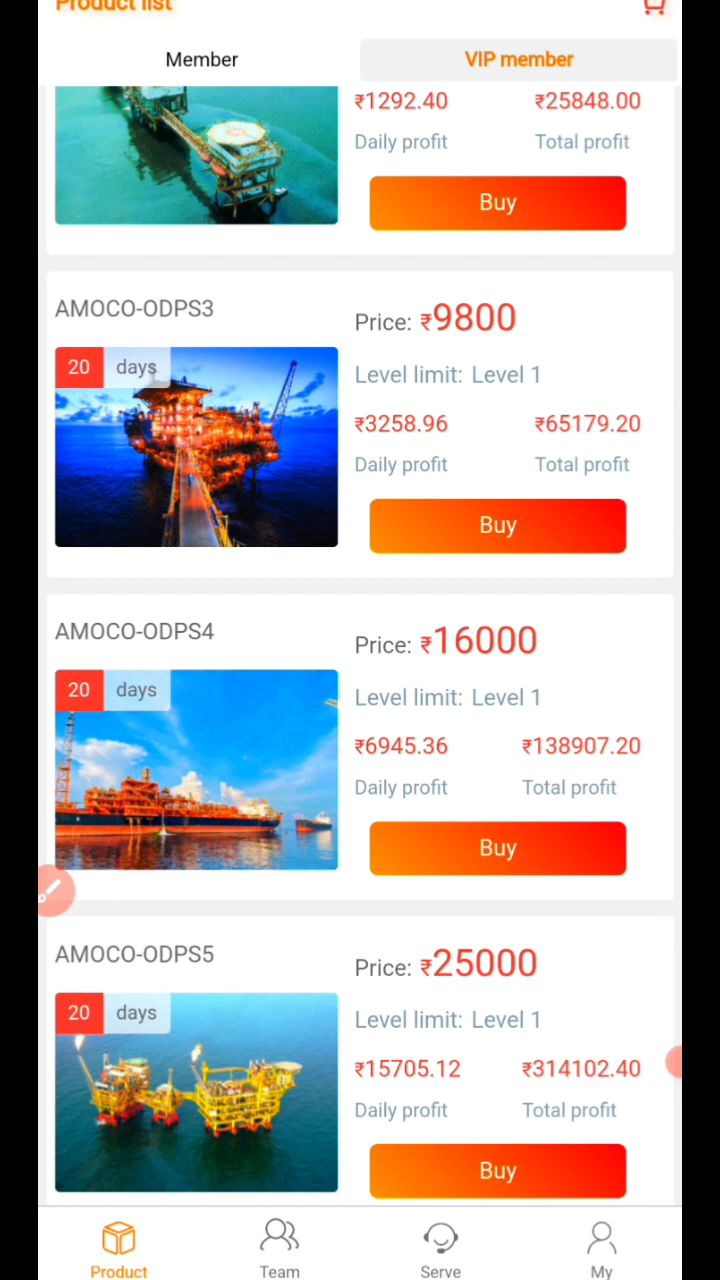 Product list
Member
VIP member
₹1292.40
₹25848.00
Daily profit
Total profit
Buy
AMOCO-ODPS3
Price: ₹9800
20 days
Level limit: Level 1
₹3258.96
₹65179.20
Daily profit
Total profit
Buy
AMOCO-ODPS4
Price: ₹16000
20 days
Level limit: Level 1
₹6945.36
₹138907.20
Daily profit
Total profit
Buy
AMOCO-ODPS5
Price: ₹25000
20 days
Level limit: Level 1
₹15705.12
₹314102.40
Daily profit
Total profit
Buy
Product
Team
Serve
My